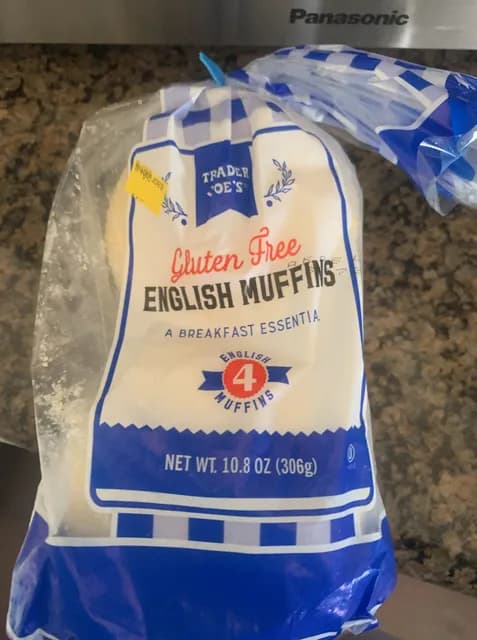 Panasonic
TRADER
JOE'S
Gluten Free
ENGLISH MUFFINS
A BREAKFAST ESSENTIA
ENGLISH
4
MUFFINS
NET WT. 10.8 OZ (306g)